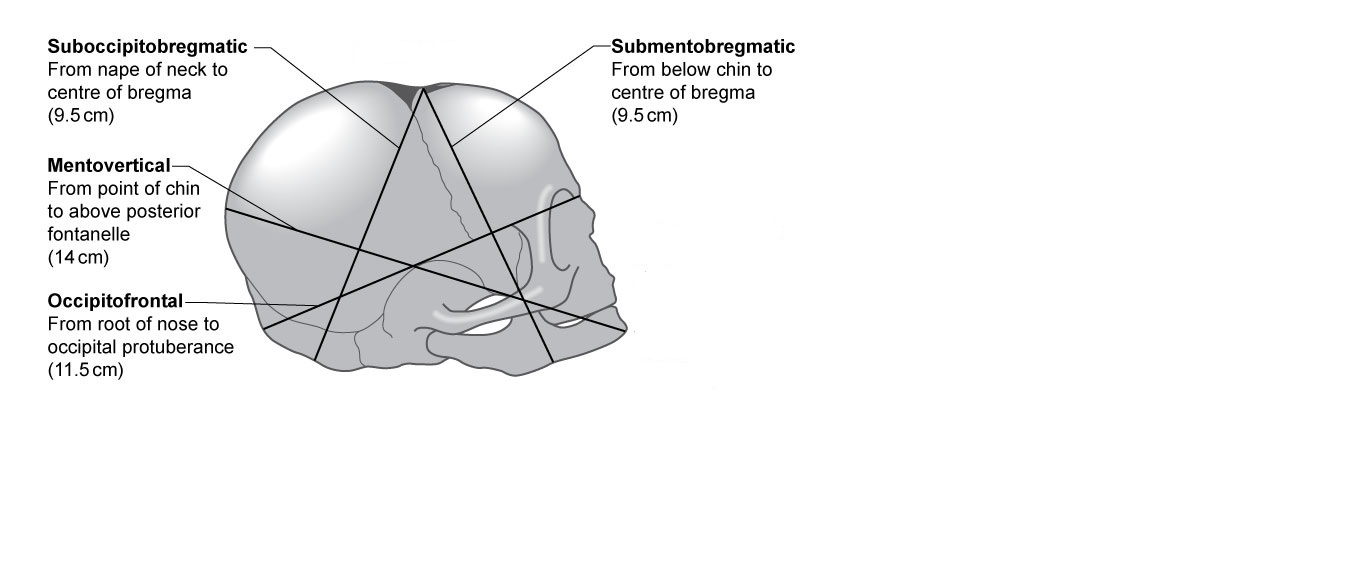 Suboccipitobregmatic
From nape of neck to
centre of bregma
(9.5 cm)
Mentovertical
From point of chin
to above posterior
fontanelle
(14 cm)
Occipitofrontal
From root of nose to
occipital protuberance
(11.5 cm)
Submentobregmatic
From below chin to
centre of bregma
(9.5 cm)